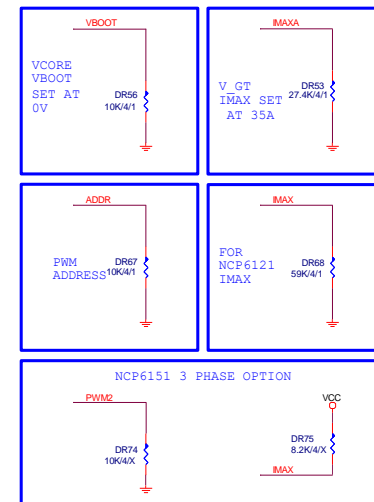 VBOOT
VCORE
VBOOT
SET AT
0V
DR56
10K/4/1
IMAXA
V_GT
IMAX SET
AT 35A
DR53
27.4K/4/1
ADDR
PWM
ADDRESS
DR67
10K/4/1
IMAX
FOR
NCP6121
IMAX
DR68
59K/4/1
NCP6151 3 PHASE OPTION
PWM2
DR74
10K/4/X
VCC
DR75
8.2K/4/X
IMAX